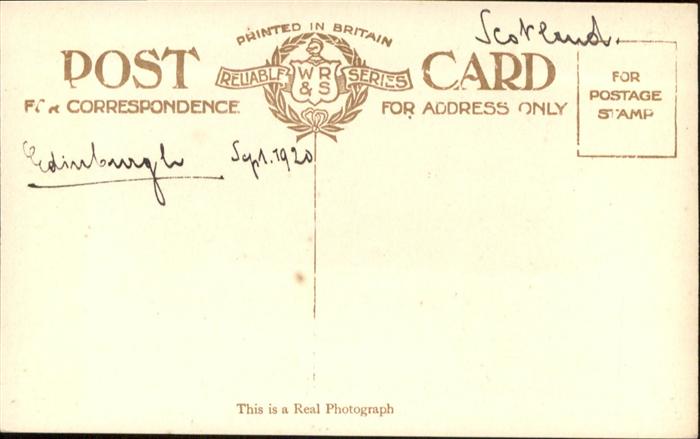 Scotland.
PRINTED IN BRITAIN
POST CARD
RELIABLE WR&S SERIES
FOR CORRESPONDENCE
FOR ADDRESS ONLY
FOR
POSTAGE
STAMP
Edinburgh Sept. 1920
This is a Real Photograph